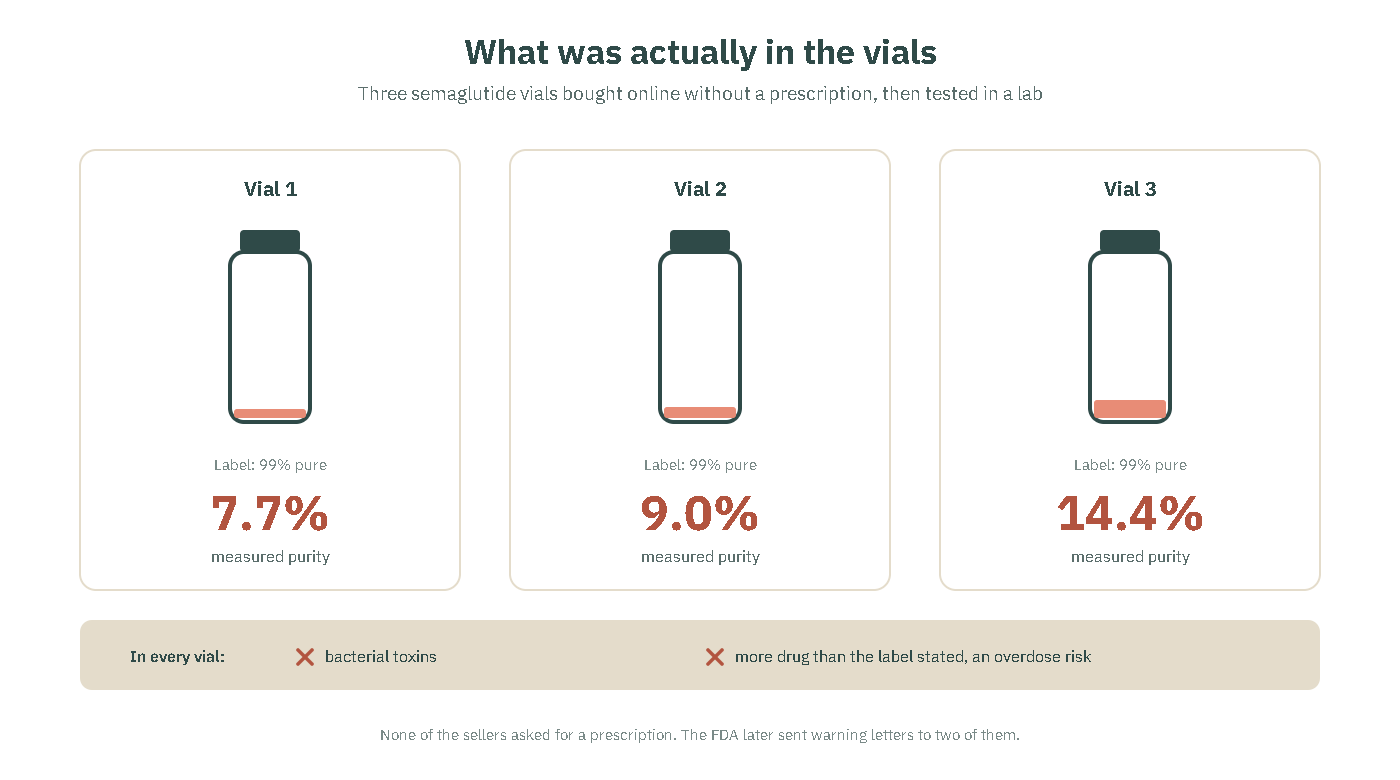 What was actually in the vials
Three semaglutide vials bought online without a prescription, then tested in a lab
Vial 1
Label: 99% pure
7.7%
measured purity
Vial 2
Label: 99% pure
9.0%
measured purity
Vial 3
Label: 99% pure
14.4%
measured purity
In every vial:
bacterial toxins
more drug than the label stated, an overdose risk
None of the sellers asked for a prescription. The FDA later sent warning letters to two of them.